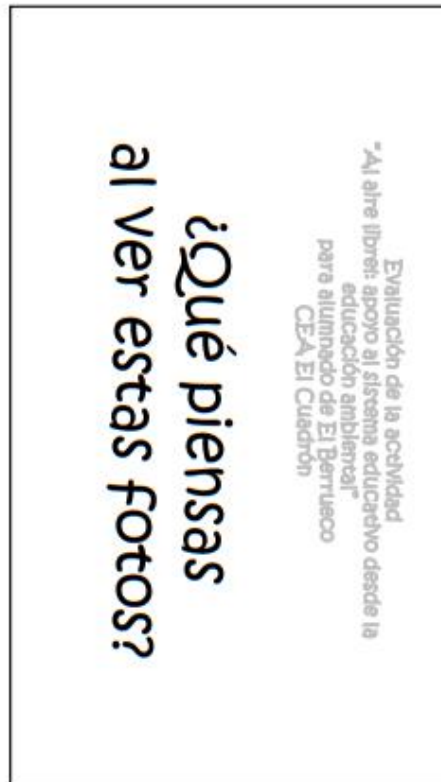 Evaluación de la actividad
"Al aire libre!: apoyo al sistema educativo desde la
educación ambiental"
para alumnado de El Berrueco
CEA El Cuadrón
¿Qué piensas
al ver estas fotos?